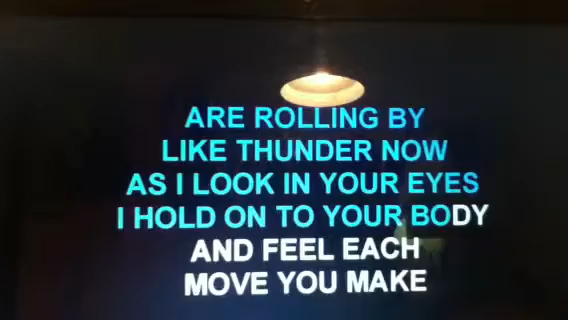 ARE ROLLING BY
LIKE THUNDER NOW
AS I LOOK IN YOUR EYES
I HOLD ON TO YOUR BODY
AND FEEL EACH
MOVE YOU MAKE